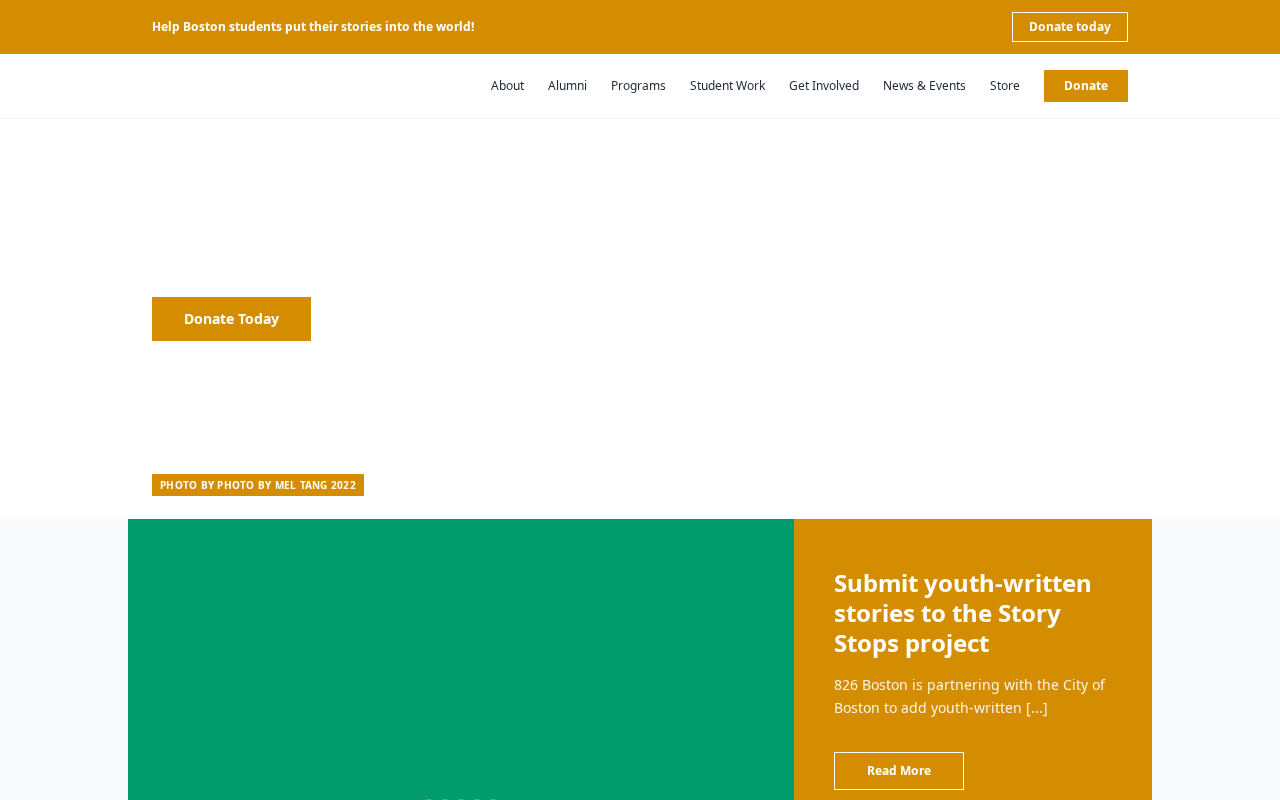 Help Boston students put their stories into the world!
Donate today
About
Alumni
Programs
Student Work
Get Involved
News & Events
Store
Donate
Donate Today
PHOTO BY PHOTO BY MEL TANG 2022
Submit youth-written
stories to the Story
Stops project
826 Boston is partnering with the City of
Boston to add youth-written [...]
Read More